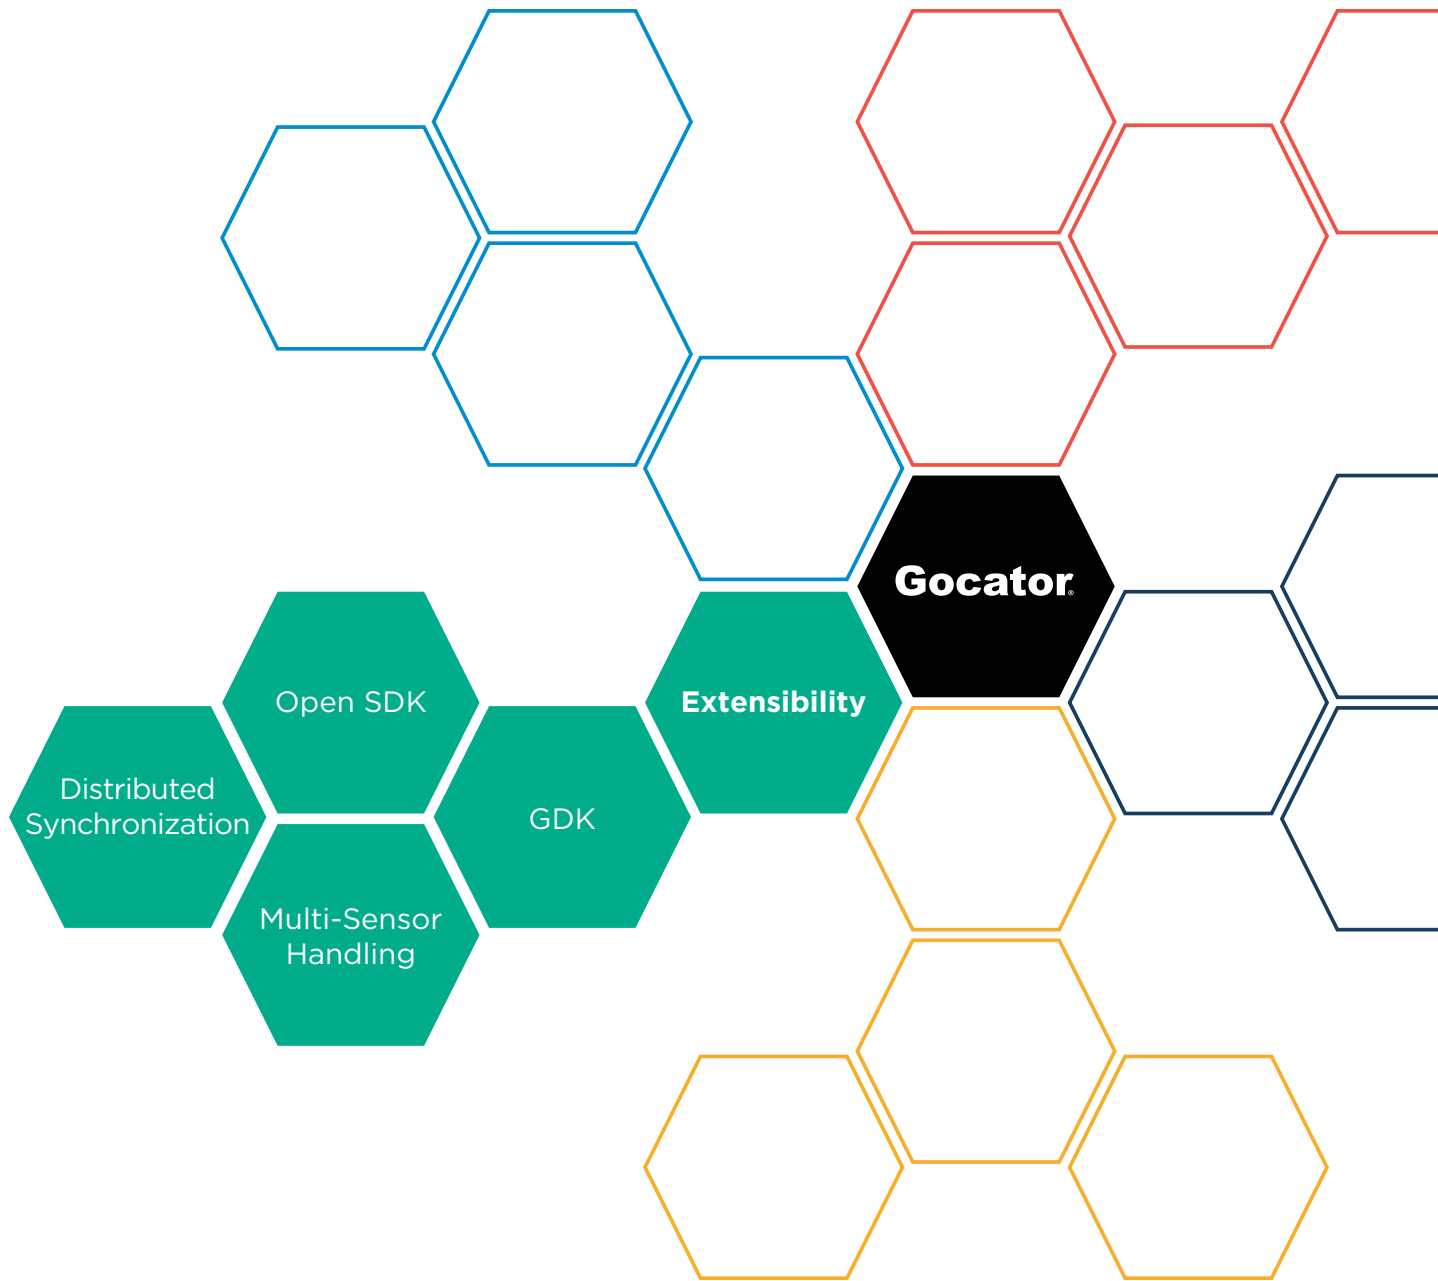 Gocator®
Extensibility
Open SDK
GDK
Distributed
Synchronization
Multi-Sensor
Handling